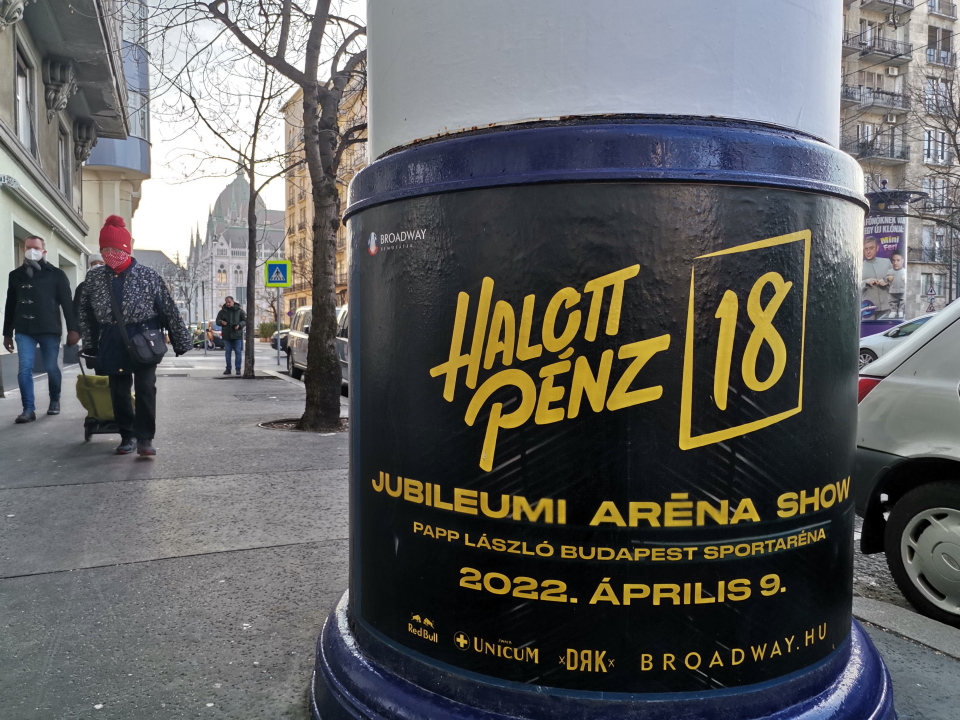 BROADWAY
HALOTT
PÉNZ
18
JUBILEUMI ARÉNA SHOW
PAPP LÁSZLÓ BUDAPEST SPORTARÉNA
2022. ÁPRILIS 9.
Red Bull
UNICUM
xDЯKx
BROADWAY.HU